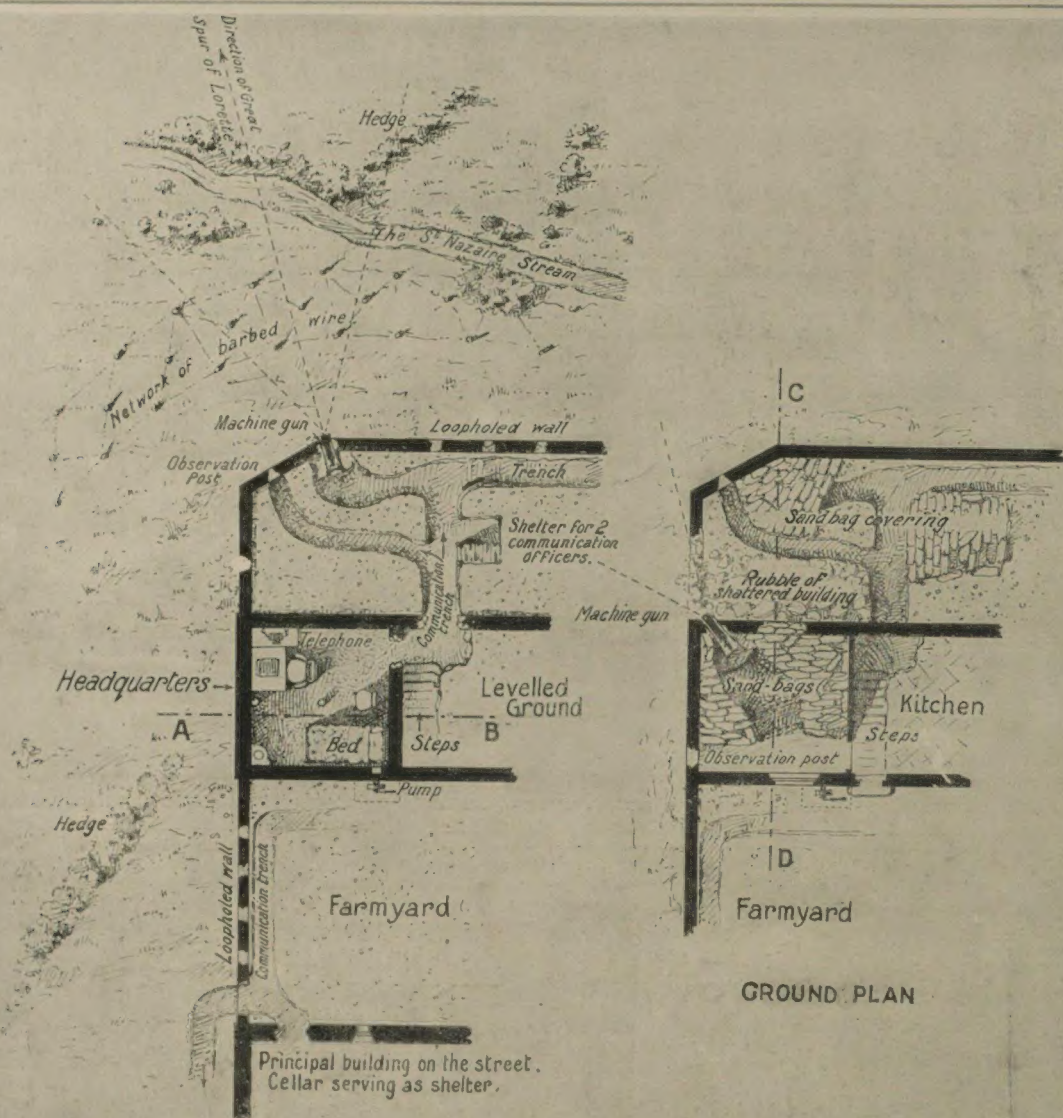 Direction of Great
Spur of Lorette
Hedge
The St Nazaire Stream
Network of barbed wire
Machine gun
Loopholed wall
Observation
Post
Trench
Shelter for 2
communication
officers.
Communication
trench
Telephone
Headquarters
Levelled
Ground
A
B
Bed
Steps
Pump
Hedge
Loopholed wall
Communication trench
Farmyard
Principal building on the street.
Cellar serving as shelter.
C
Sand bag covering
Rubble of
shattered building
Machine gun
Sand-bags
Kitchen
Steps
Observation post
D
Farmyard
GROUND PLAN